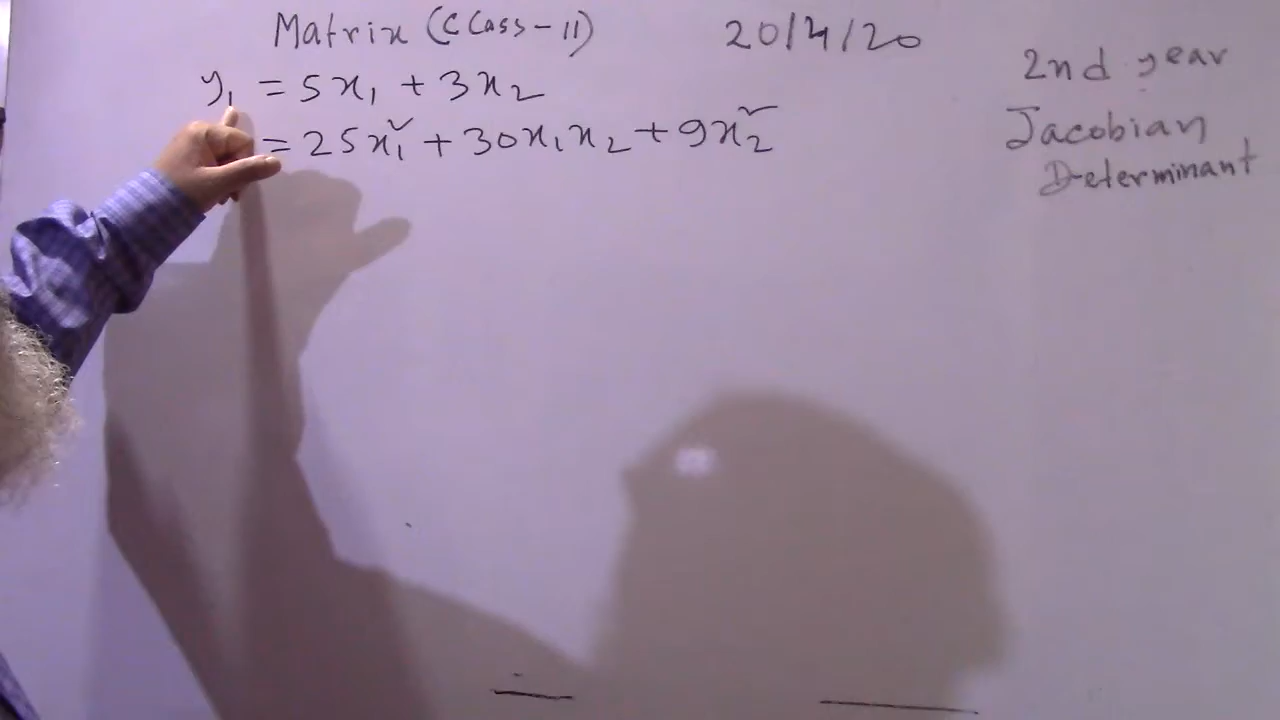 Matrix (Class-11) 20/4/20
2nd year
Jacobian
Determinant
y₁ = 5x₁ + 3x₂
= 25x₁² + 30x₁x₂ + 9x₂²